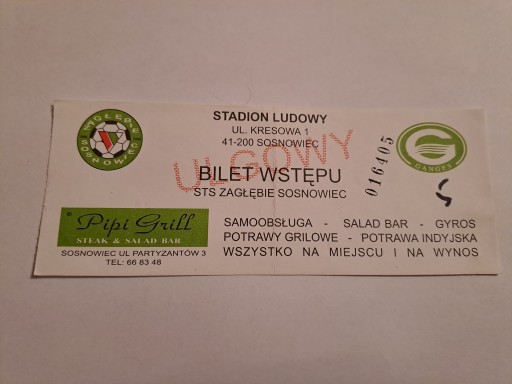 STADION LUDOWY
UL. KRESOWA 1
41-200 SOSNOWIEC
ULGOWY
BILET WSTĘPU
STS ZAGŁĘBIE SOSNOWIEC
016405
GANGES
Pipi Grill
STEAK & SALAD BAR
SOSNOWIEC UL PARTYZANTÓW 3
TEL: 66 83 48
SAMOOBSŁUGA - SALAD BAR - GYROS
POTRAWY GRILOWE - POTRAWA INDYJSKA
WSZYSTKO NA MIEJSCU I NA WYNOS